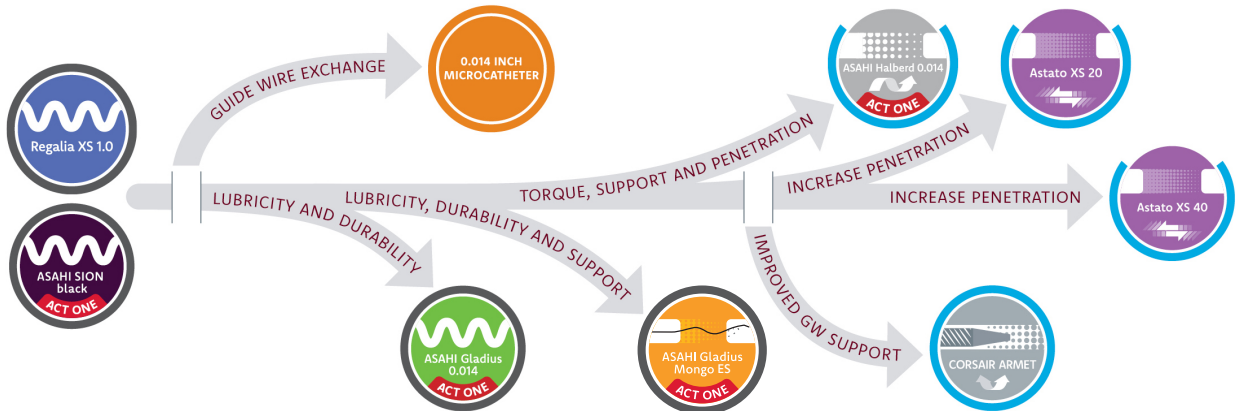 Regalia XS 1.0
ASAHI SION
black
ACT ONE
GUIDE WIRE EXCHANGE
0.014 INCH
MICROCATHETER
LUBRICITY AND DURABILITY
ASAHI Gladius
0.014
ACT ONE
LUBRICITY, DURABILITY AND SUPPORT
ASAHI Gladius
Mongo ES
ACT ONE
TORQUE, SUPPORT AND PENETRATION
ASAHI Halberd 0.014
ACT ONE
INCREASE PENETRATION
Astato XS 20
INCREASE PENETRATION
Astato XS 40
IMPROVED GW SUPPORT
CORSAIR ARMET